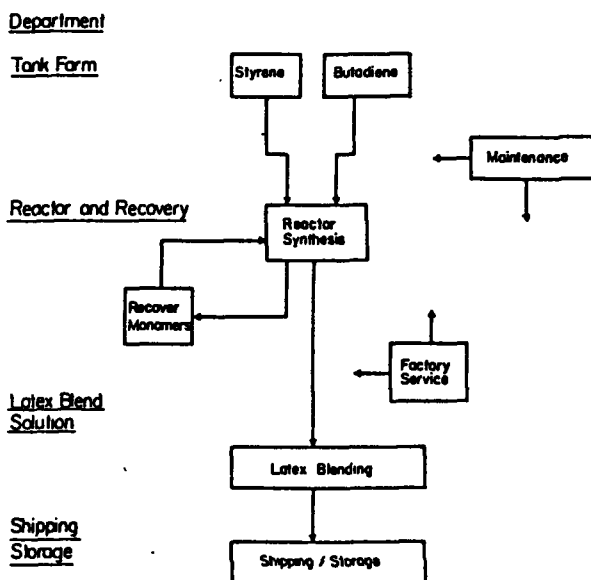 Department
Tank Farm
Styrene
Butadiene
Maintenance
Reactor and Recovery
Reactor
Synthesis
Recover
Monamers
Factory
Service
Latex Blend
Solution
Latex Blending
Shipping
Storage
Shipping / Storage